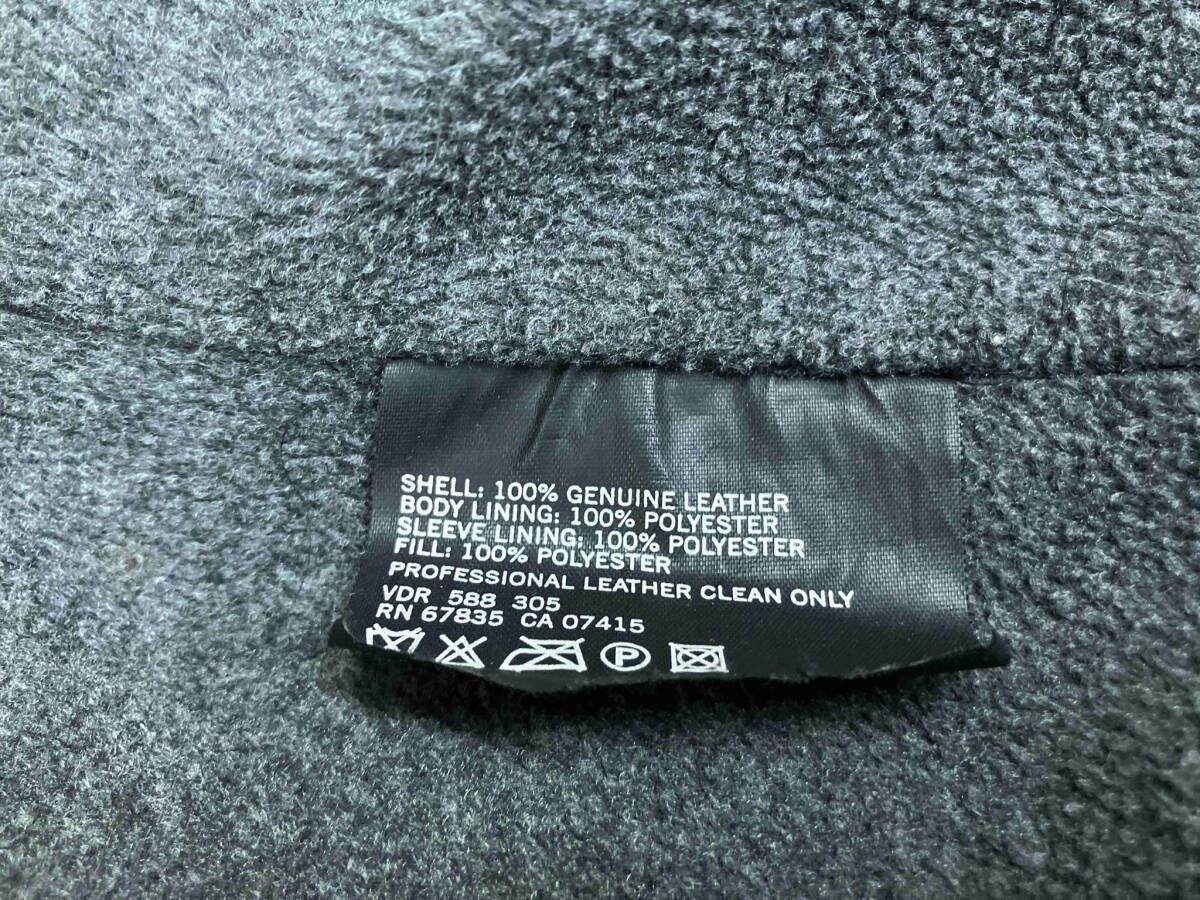 SHELL: 100% GENUINE LEATHER
BODY LINING: 100% POLYESTER
SLEEVE LINING: 100% POLYESTER
FILL: 100% POLYESTER
PROFESSIONAL LEATHER CLEAN ONLY
VDR 588 305
RN 67835 CA 07415
P